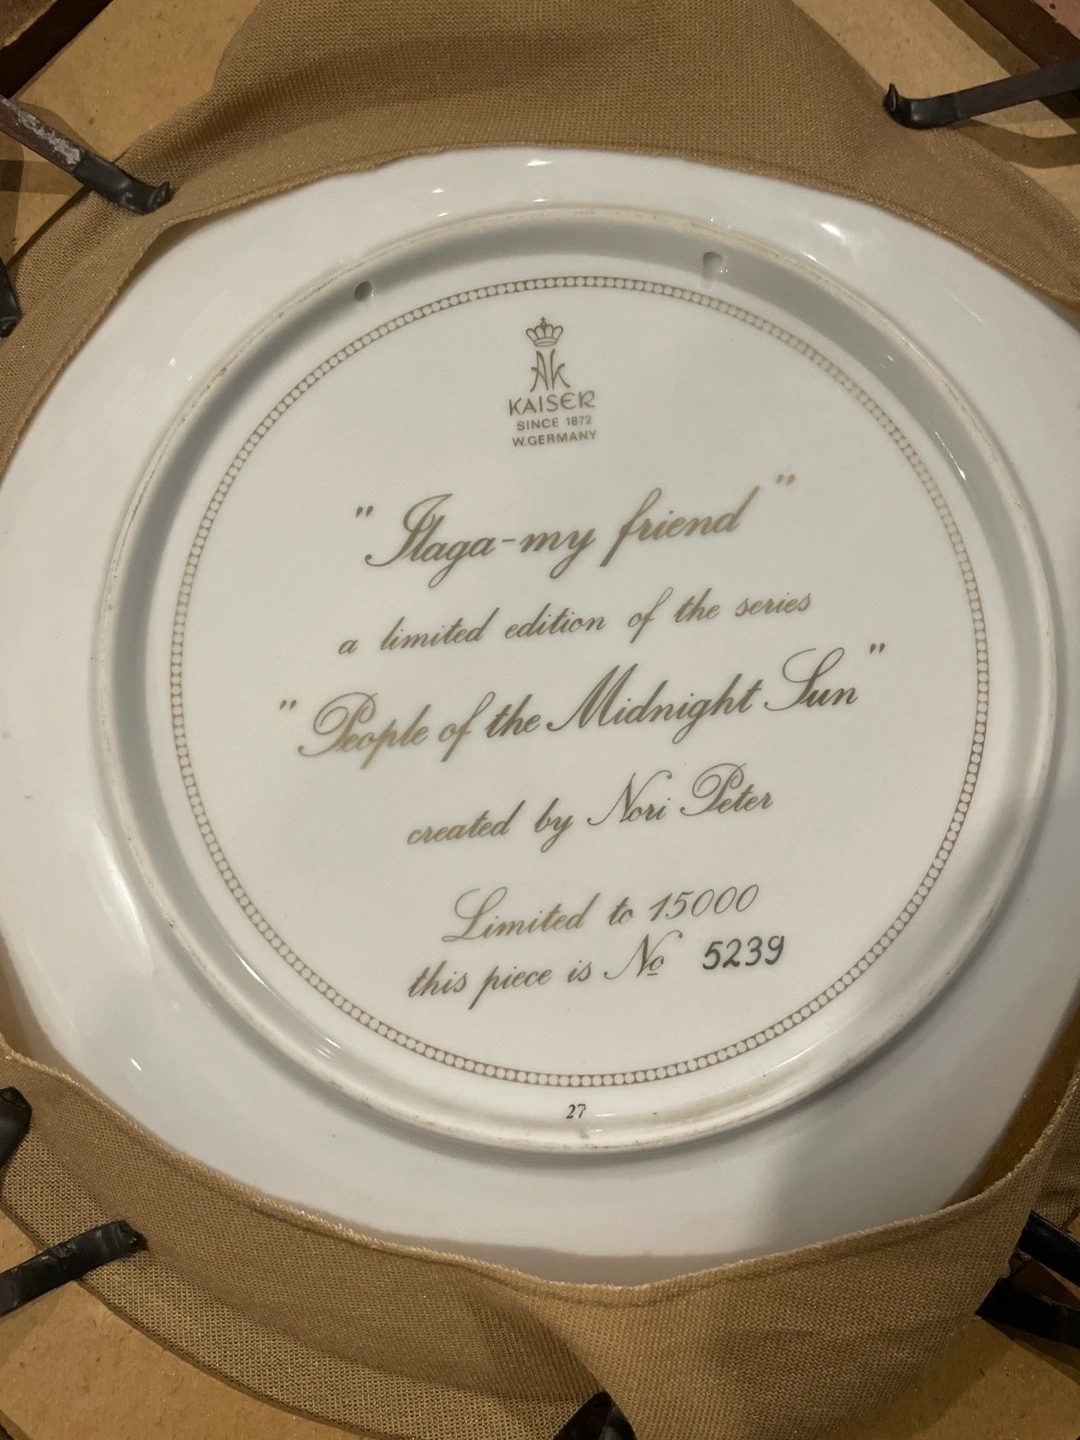 AK
KAISER
SINCE 1872
W.GERMANY
"Ilaga-my friend"
a limited edition of the series
"People of the Midnight Sun"
created by Nori Peter
Limited to 15000
this piece is No 5239
27